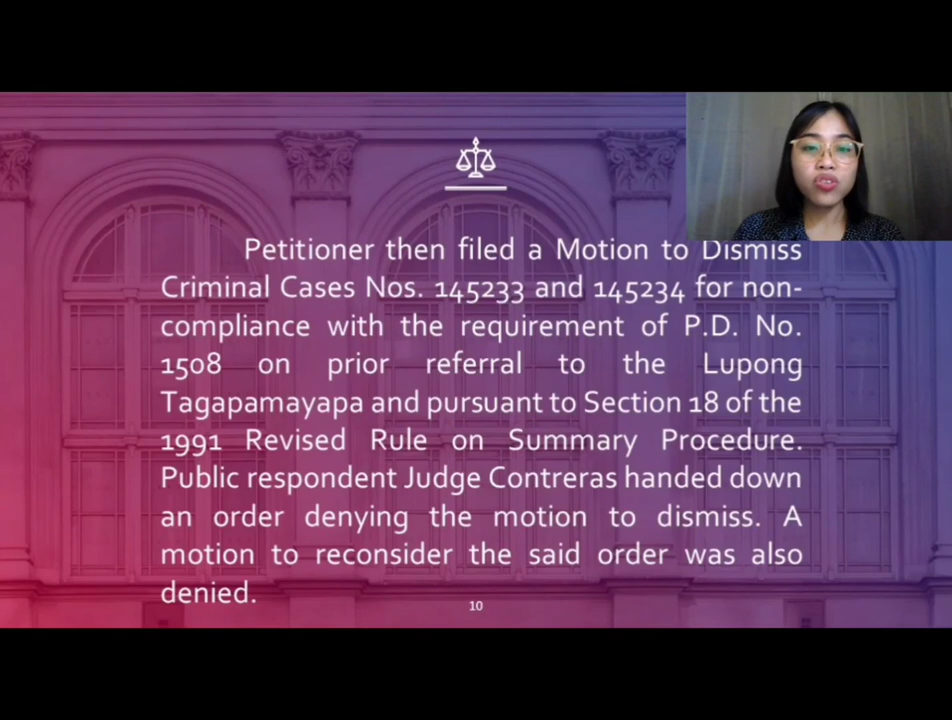 Petitioner then filed a Motion to Dismiss
Criminal Cases Nos. 145233 and 145234 for non-
compliance with the requirement of P.D. No.
1508 on prior referral to the Lupong
Tagapamayapa and pursuant to Section 18 of the
1991 Revised Rule on Summary Procedure.
Public respondent Judge Contreras handed down
an order denying the motion to dismiss. A
motion to reconsider the said order was also
denied.
10